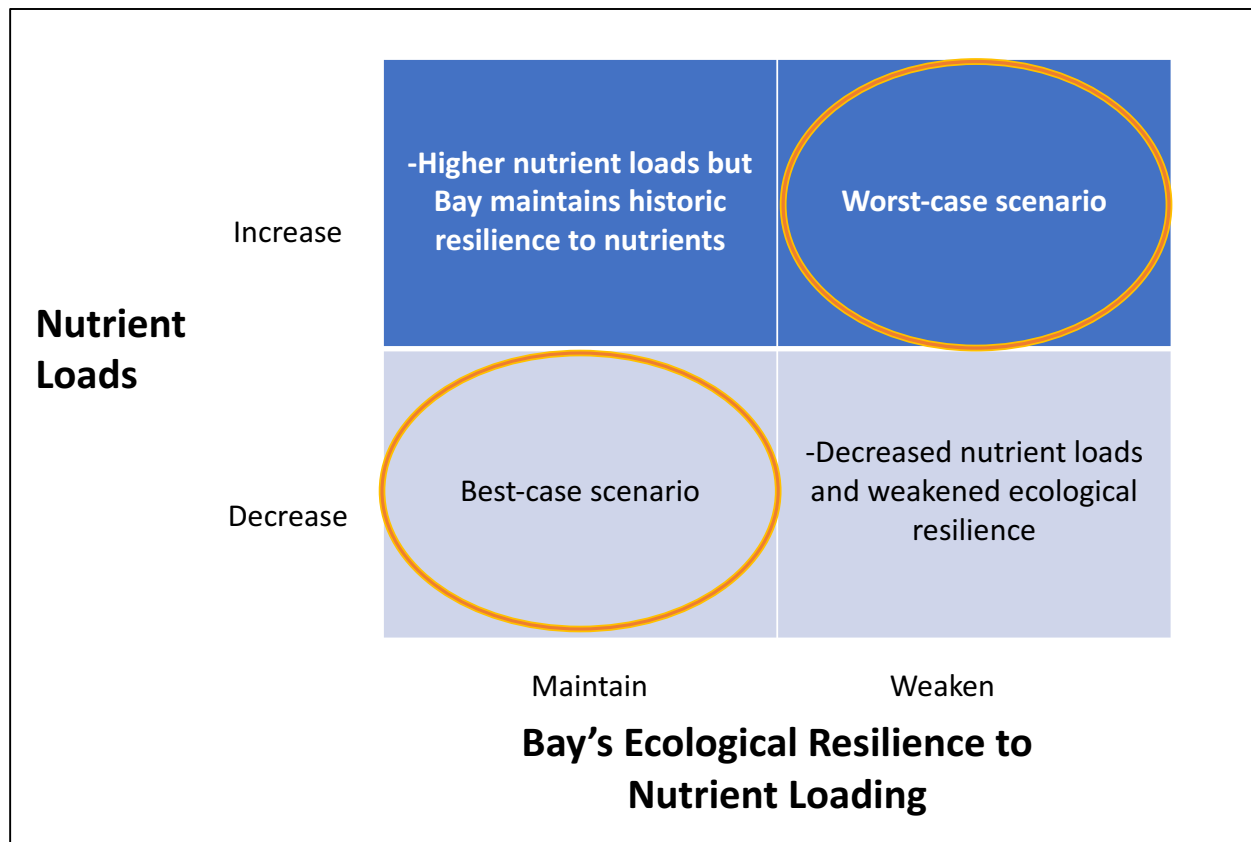 -Higher nutrient loads but
Bay maintains historic
resilience to nutrients
Worst-case scenario
Increase
Nutrient
Loads
Best-case scenario
-Decreased nutrient loads
and weakened ecological
resilience
Decrease
Maintain
Weaken
Bay’s Ecological Resilience to
Nutrient Loading